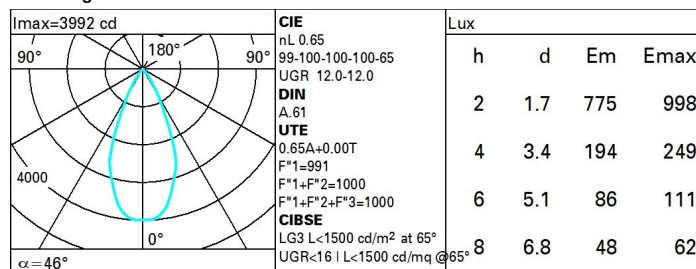 Imax=3992 cd
90° 180° 90°
4000
0°
α=46°
CIE
nL 0.65
99-100-100-100-65
UGR 12.0-12.0
DIN
A.61
UTE
0.65A+0.00T
F"1=991
F"1+F"2=1000
F"1+F"2+F"3=1000
CIBSE
LG3 L<1500 cd/m² at 65°
UGR<16 | L<1500 cd/mq @65°
Lux
h d Em Emax
2 1.7 775 998
4 3.4 194 249
6 5.1 86 111
8 6.8 48 62